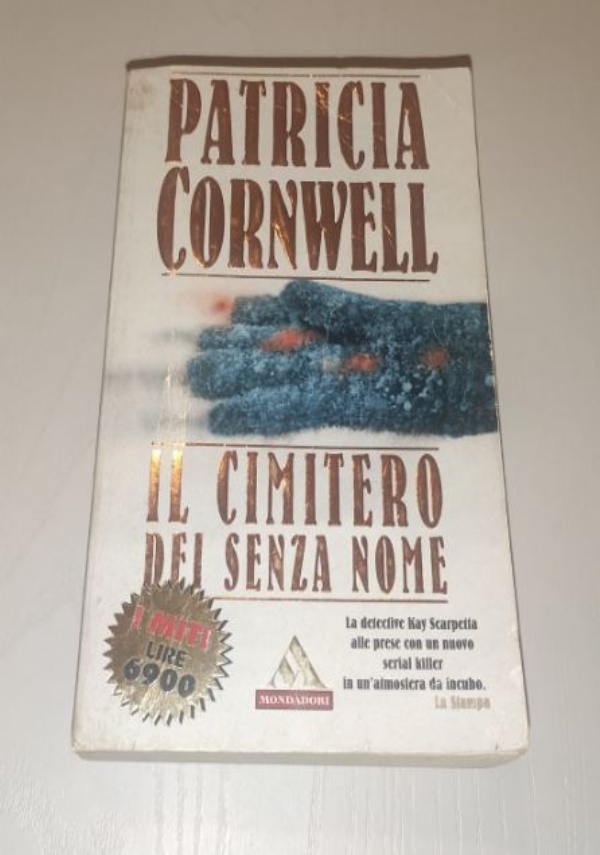 PATRICIA
CORNWELL
IL CIMITERO
DEI SENZA NOME
I MITI
LIRE
6900
MONDADORI
La detective Kay Scarpetta
alle prese con un nuovo
serial killer
in un'atmosfera da incubo.
La Stampa